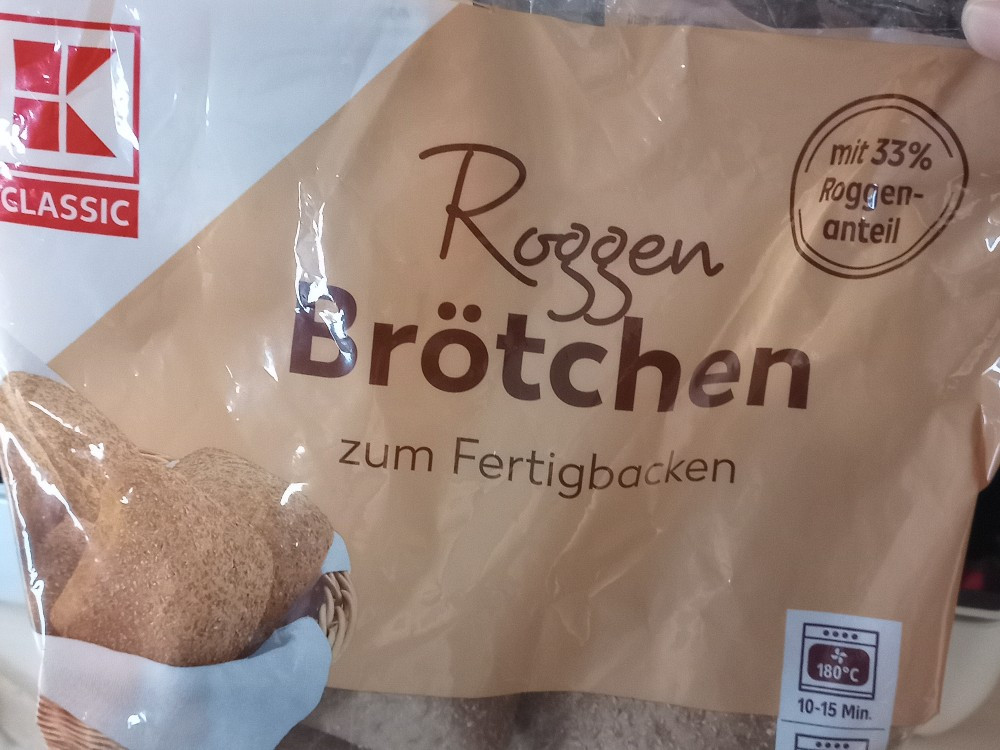 K
CLASSIC
mit 33%
Roggen-
anteil
Roggen
Brötchen
zum Fertigbacken
180°C
10-15 Min.